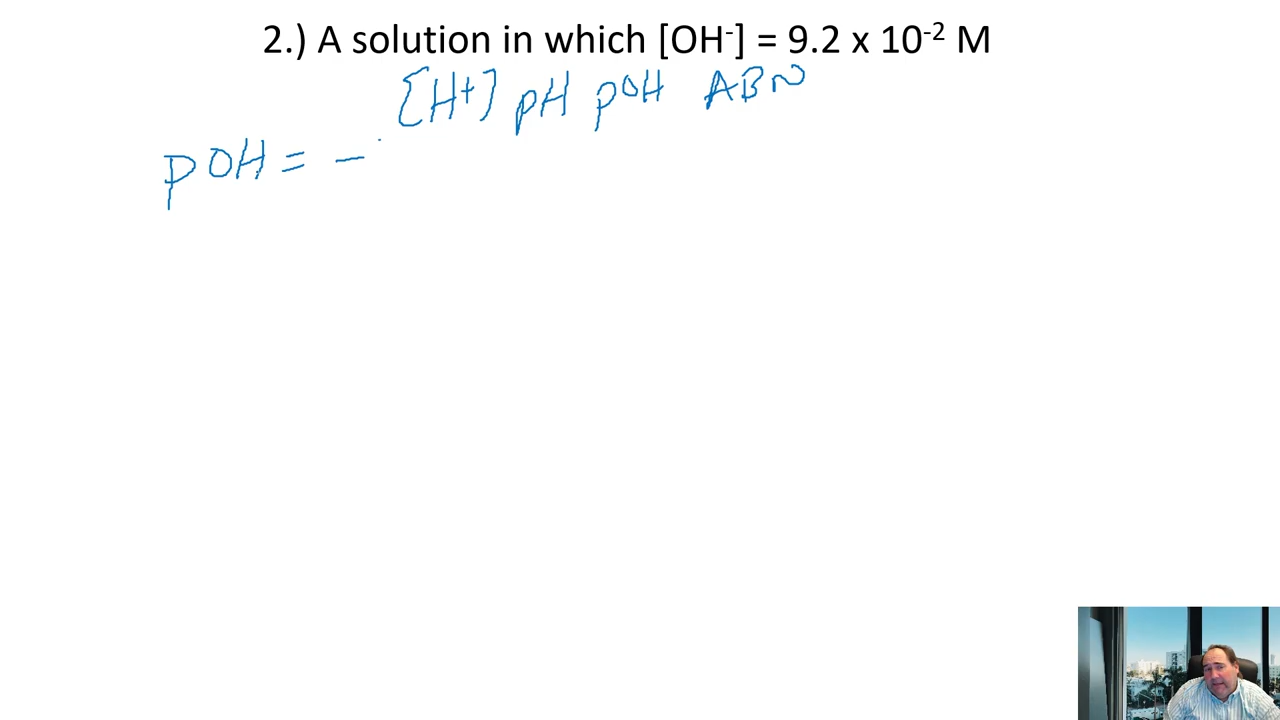 2.) A solution in which [OH⁻] = 9.2 x 10⁻² M
[H⁺] pH pOH ABN
pOH = -